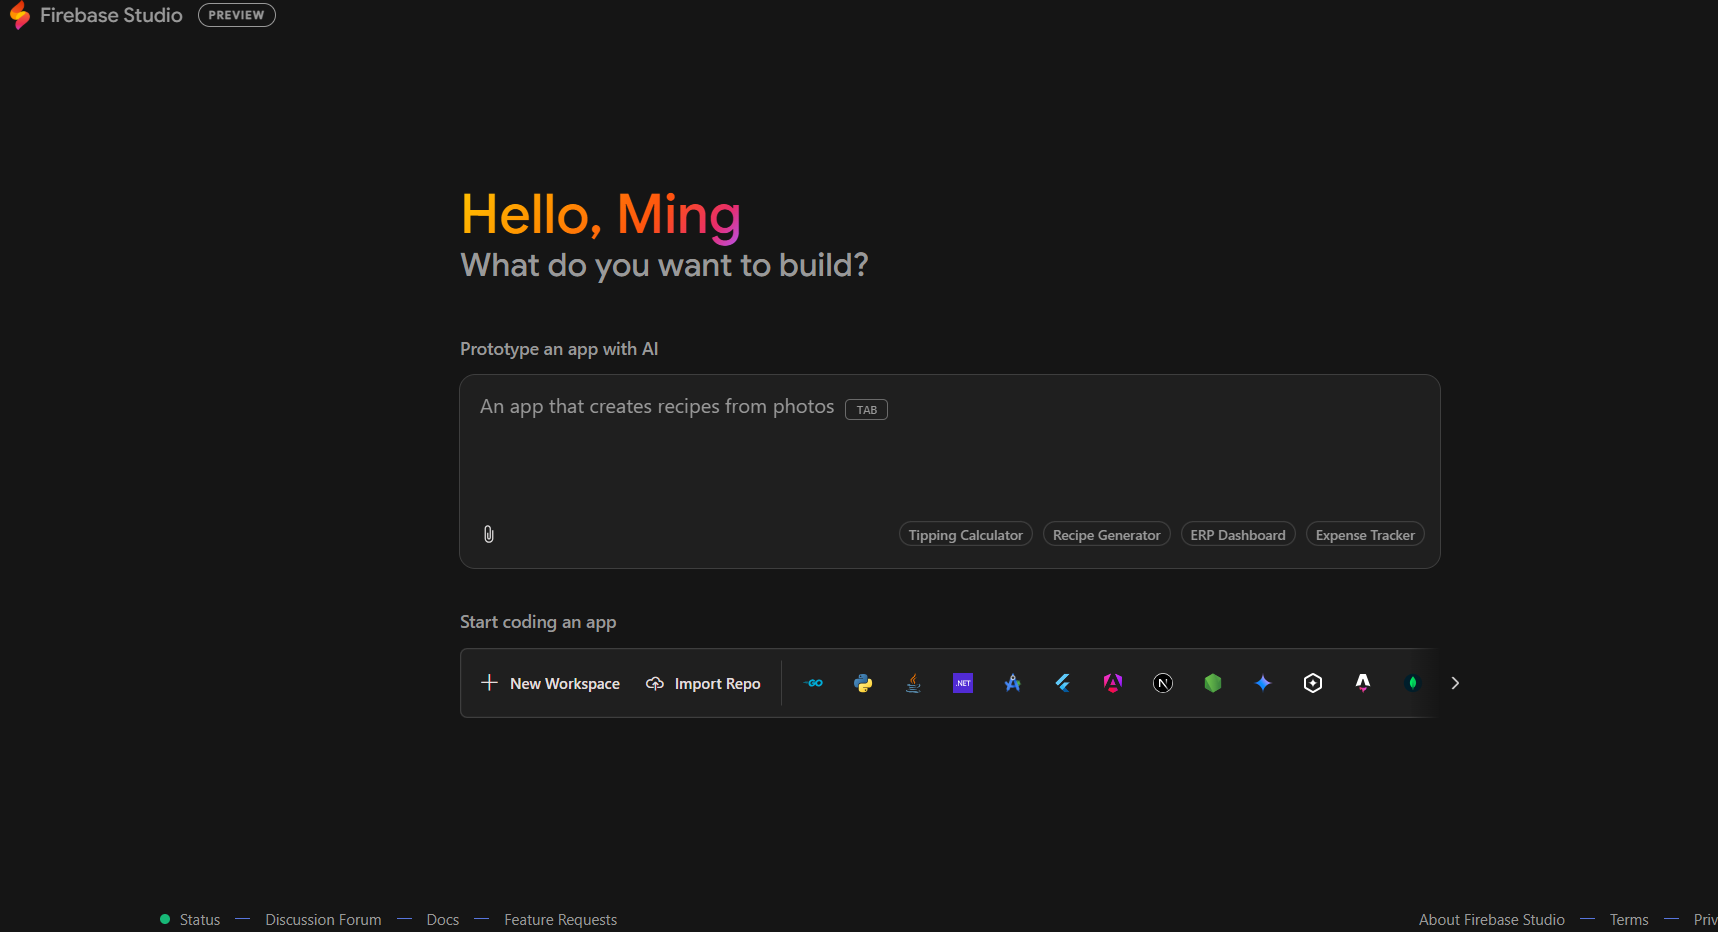 Firebase Studio PREVIEW
Hello, Ming
What do you want to build?
Prototype an app with AI
An app that creates recipes from photos TAB
Tipping Calculator Recipe Generator ERP Dashboard Expense Tracker
Start coding an app
New Workspace Import Repo GO .NET N
Status Discussion Forum Docs Feature Requests About Firebase Studio Terms Priv